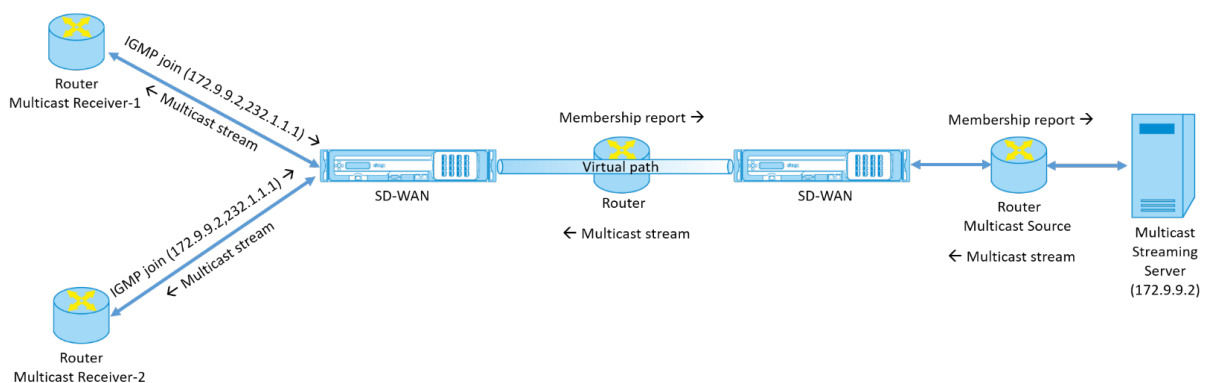 Router
Multicast Receiver-1
IGMP join (172.9.9.2,232.1.1.1) →
← Multicast stream
IGMP join (172.9.9.2,232.1.1.1) →
← Multicast stream
Router
Multicast Receiver-2
SD-WAN
Membership report →
Virtual path
Router
← Multicast stream
SD-WAN
Membership report →
Router
Multicast Source
← Multicast stream
Multicast
Streaming
Server
(172.9.9.2)